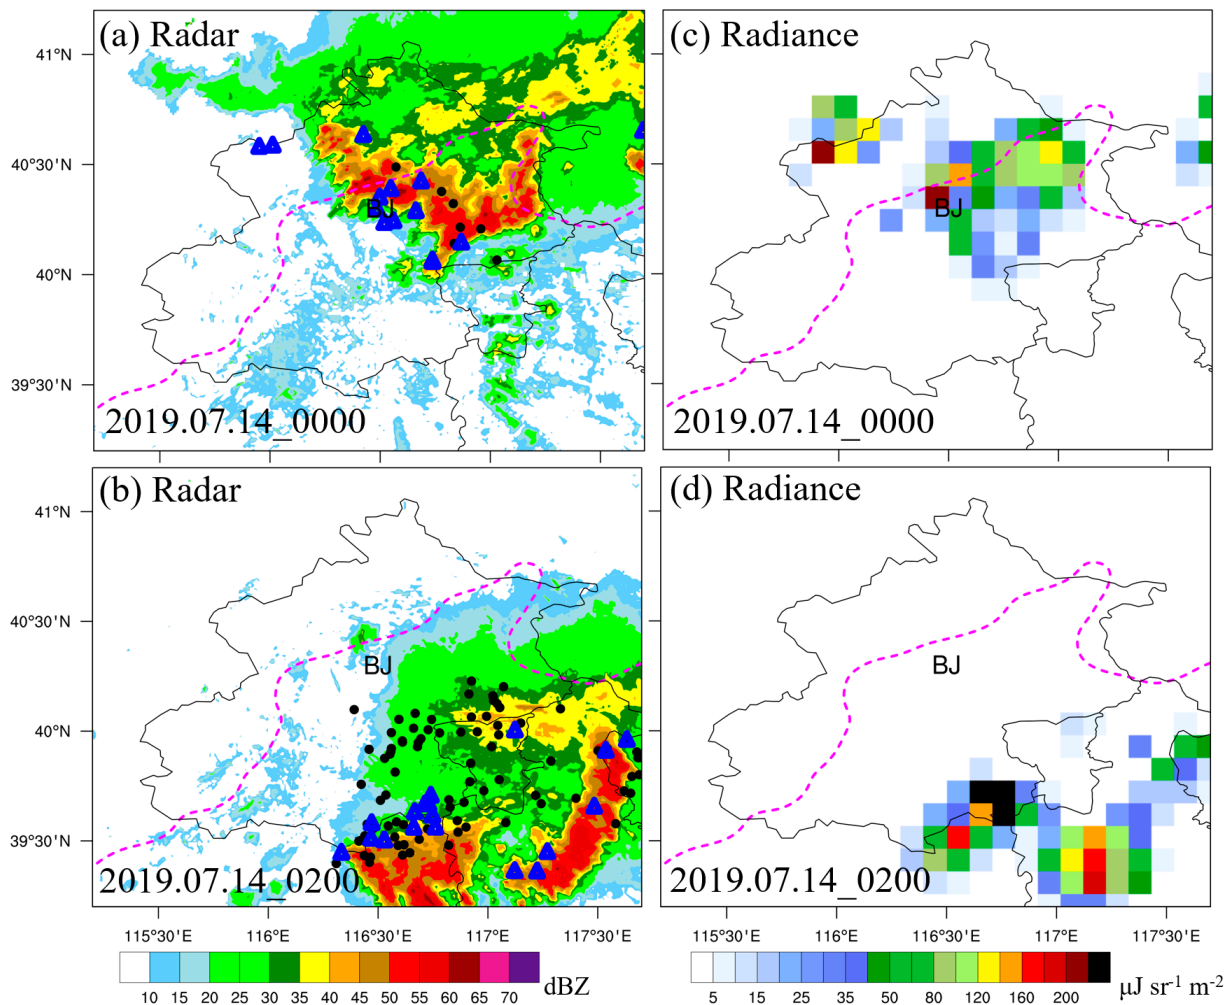 (a) Radar
(c) Radiance
41°N
40°30'N
40°N
39°30'N
BJ
BJ
2019.07.14_0000
2019.07.14_0000
(b) Radar
(d) Radiance
41°N
40°30'N
40°N
39°30'N
BJ
BJ
2019.07.14_0200
2019.07.14_0200
115°30'E 116°E 116°30'E 117°E 117°30'E
115°30'E 116°E 116°30'E 117°E 117°30'E
10 15 20 25 30 35 40 45 50 55 60 65 70 dBZ
5 15 25 35 50 80 120 160 200 μJ sr-1 m-2